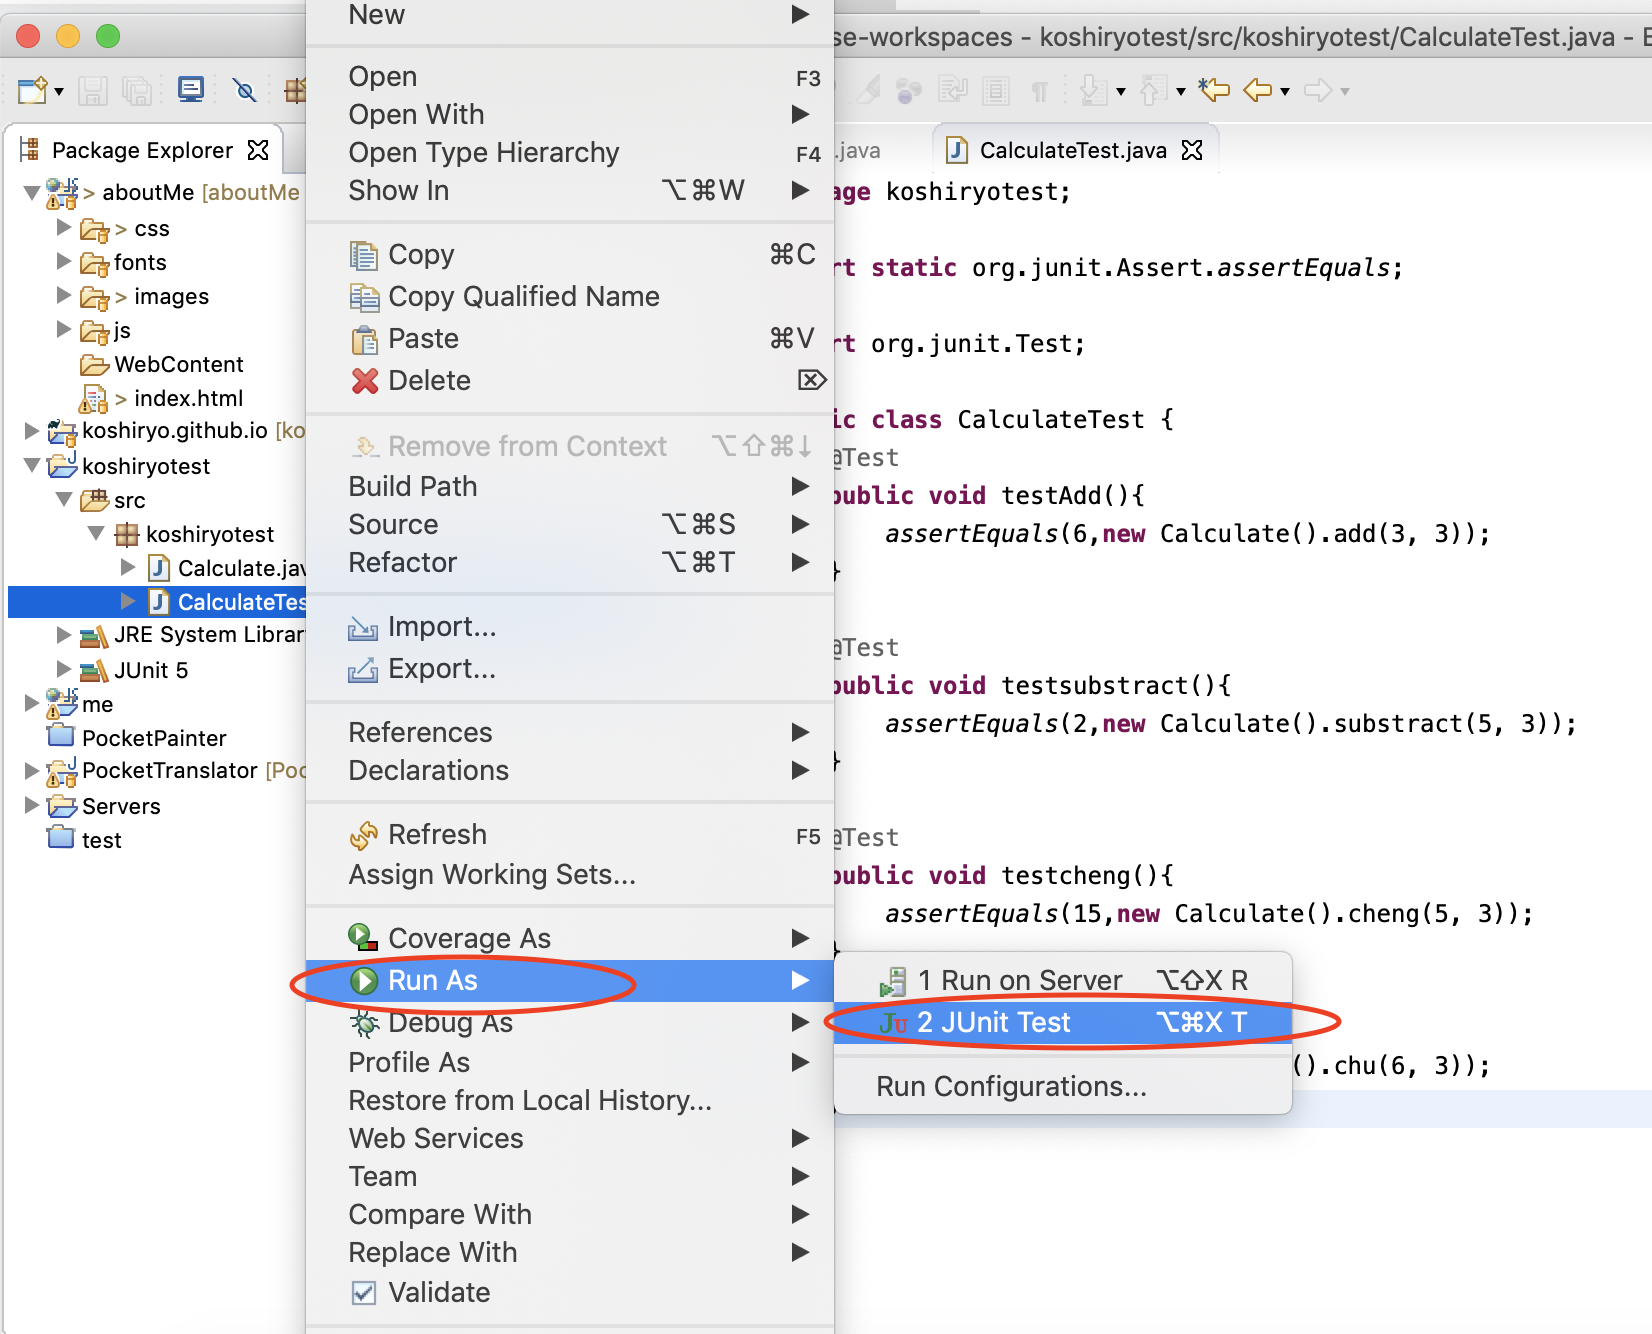 New
se-workspaces - koshiryotest/src/koshiryotest/CalculateTest.java - E
Package Explorer
> aboutMe [aboutMe
> css
fonts
> images
js
WebContent
> index.html
koshiryo.github.io [ko
koshiryotest
src
koshiryotest
Calculate.jav
CalculateTes
JRE System Librar
JUnit 5
me
PocketPainter
PocketTranslator [Poc
Servers
test
Open F3
Open With
Open Type Hierarchy F4
Show In ⌥⌘W
Copy ⌘C
Copy Qualified Name
Paste ⌘V
Delete ⌦
Remove from Context ⌥⇧⌘↓
Build Path
Source ⌥⌘S
Refactor ⌥⌘T
Import...
Export...
References
Declarations
Refresh F5
Assign Working Sets...
Coverage As
Run As
Debug As
Profile As
Restore from Local History...
Web Services
Team
Compare With
Replace With
Validate
1 Run on Server ⌥⇧X R
JU 2 JUnit Test ⌥⌘X T
Run Configurations...
.java
CalculateTest.java
age koshiryotest;
rt static org.junit.Assert.assertEquals;
rt org.junit.Test;
ic class CalculateTest {
@Test
public void testAdd(){
assertEquals(6,new Calculate().add(3, 3));
}
@Test
public void testsubstract(){
assertEquals(2,new Calculate().substract(5, 3));
}
@Test
public void testcheng(){
assertEquals(15,new Calculate().cheng(5, 3));
}
().chu(6, 3));